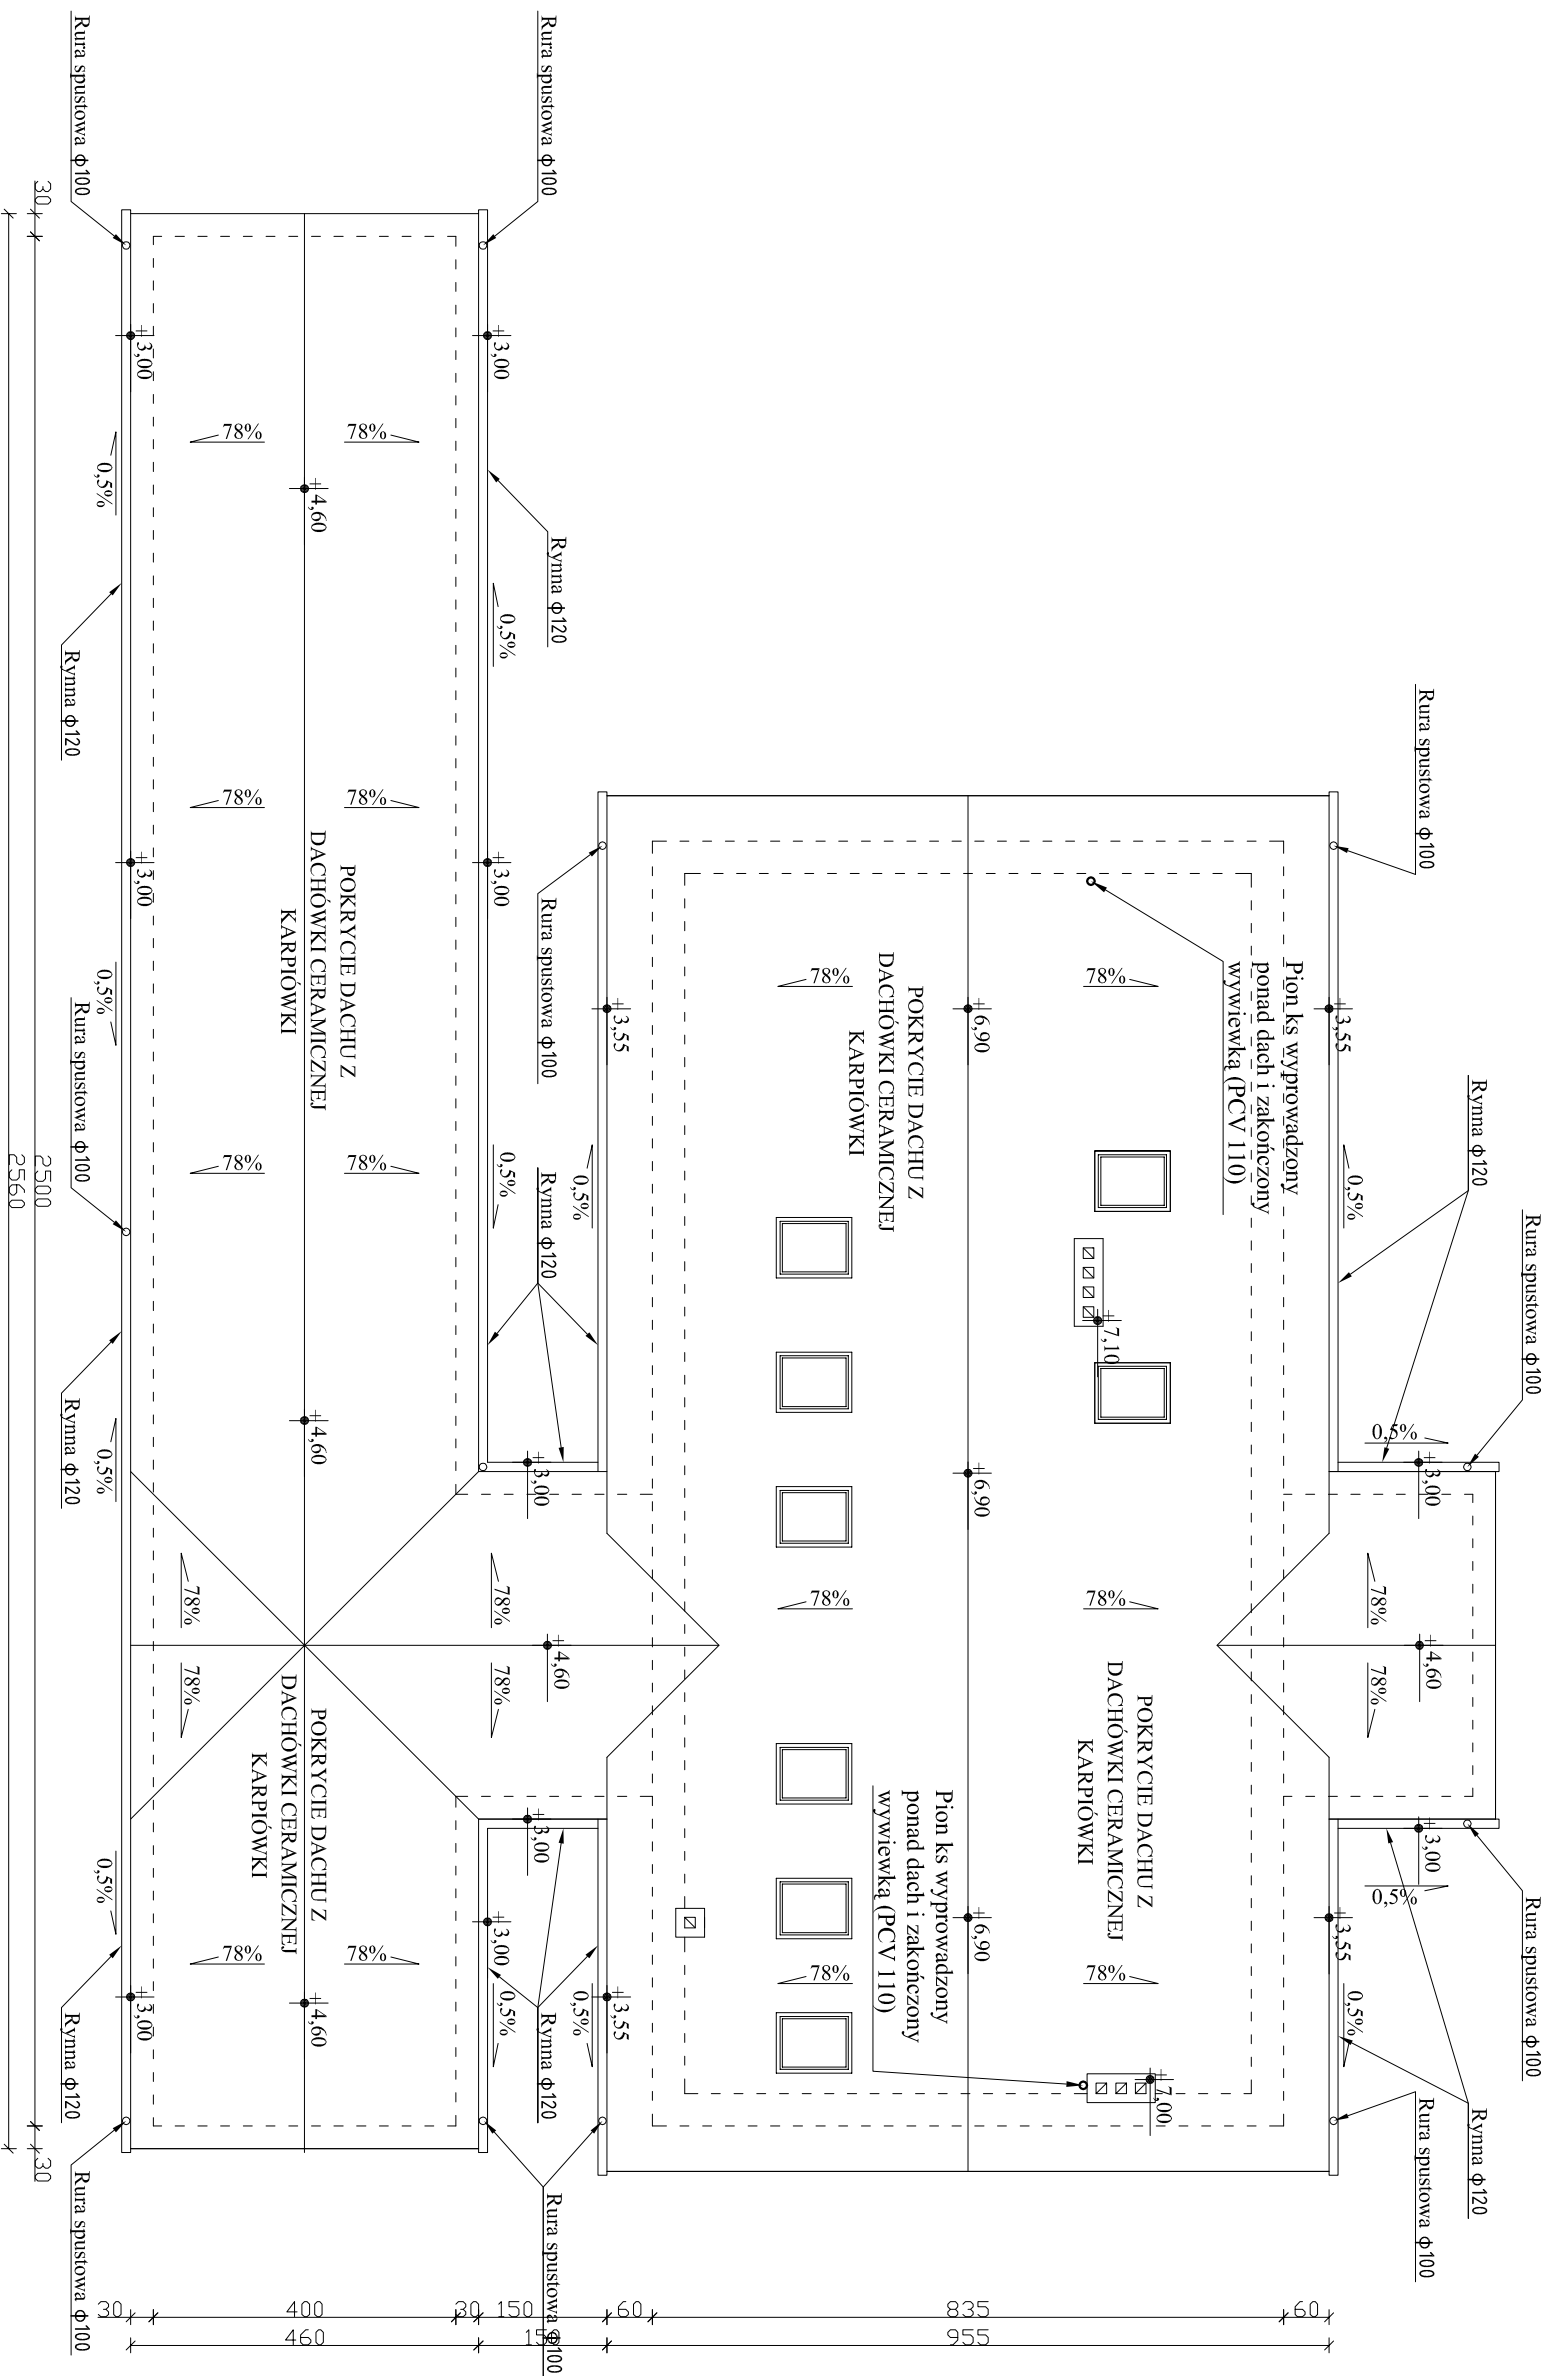 Rura spustowa ϕ100
Rura spustowa ϕ100
Rynna ϕ120
Rynna ϕ120
Rura spustowa ϕ100
+3,00
+4,60
+3,00
Rura spustowa ϕ100
0,5%
78%
78%
0,5%
+3,55
0,5%
+3,55
0,5%
Pion ks wyprowadzony
ponad dach i zakończony
wywiewką (PCV 110)
78%
+7,10
78%
POKRYCIE DACHU Z
DACHÓWKI CERAMICZNEJ
KARPIÓWKI
78%
+7,00
+6,90
+6,90
+6,90
Pion ks wyprowadzony
ponad dach i zakończony
wywiewką (PCV 110)
POKRYCIE DACHU Z
DACHÓWKI CERAMICZNEJ
KARPIÓWKI
78%
78%
78%
+3,55
+3,55
0,5%
0,5%
Rura spustowa ϕ100
Rynna ϕ120
Rura spustowa ϕ100
Rynna ϕ120
+4,60
Rynna ϕ120
Rura spustowa ϕ100
+3,00
+3,00
+3,00
0,5%
+3,00
0,5%
78%
78%
+3,00
0,5%
78%
78%
78%
78%
POKRYCIE DACHU Z
DACHÓWKI CERAMICZNEJ
KARPIÓWKI
+4,60
+4,60
POKRYCIE DACHU Z
DACHÓWKI CERAMICZNEJ
KARPIÓWKI
+4,60
78%
78%
78%
78%
78%
78%
+3,00
+3,00
+3,00
0,5%
0,5%
0,5%
0,5%
Rura spustowa ϕ100
Rynna ϕ120
Rura spustowa ϕ100
Rynna ϕ120
Rynna ϕ120
Rura spustowa ϕ100
30
2500
30
2560
30
400
30
150
60
835
60
460
150
955